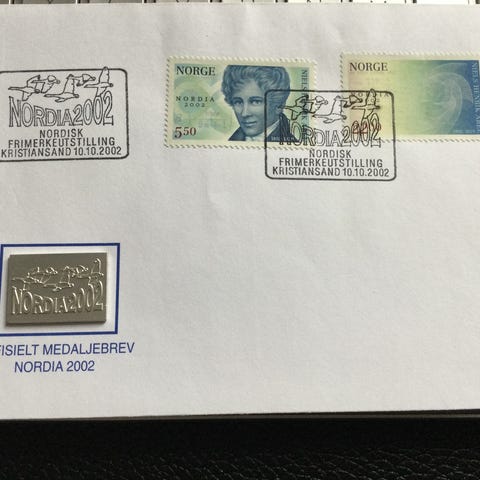 NORDIA2002
NORDISK
FRIMERKEUTSTILLING
KRISTIANSAND 10.10.2002
NORGE
NORDIA
2002
5.50
NORGE
NORDIA2002
NORDISK
FRIMERKEUTSTILLING
KRISTIANSAND 10.10.2002
NORDIA2002
FISIELT MEDALJEBREV
NORDIA 2002